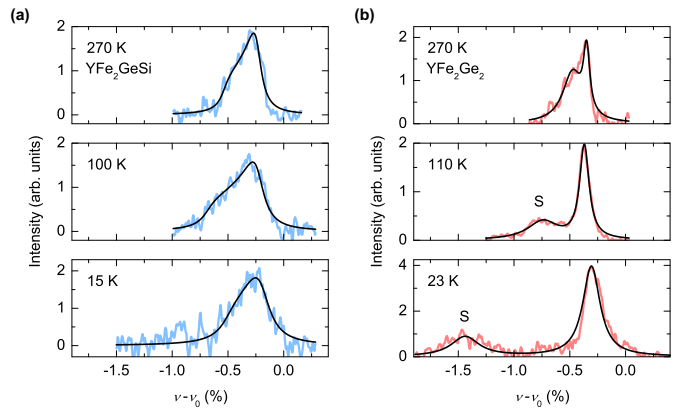 (a)
270 K
YFe₂GeSi
2
1
0
100 K
2
1
0
15 K
2
1
0
Intensity (arb. units)
-1.5 -1.0 -0.5 0.0
ν-ν₀ (%)
(b)
270 K
YFe₂Ge₂
2
1
0
110 K
S
2
1
0
23 K
S
4
2
0
Intensity (arb. units)
-1.5 -1.0 -0.5 0.0
ν-ν₀ (%)